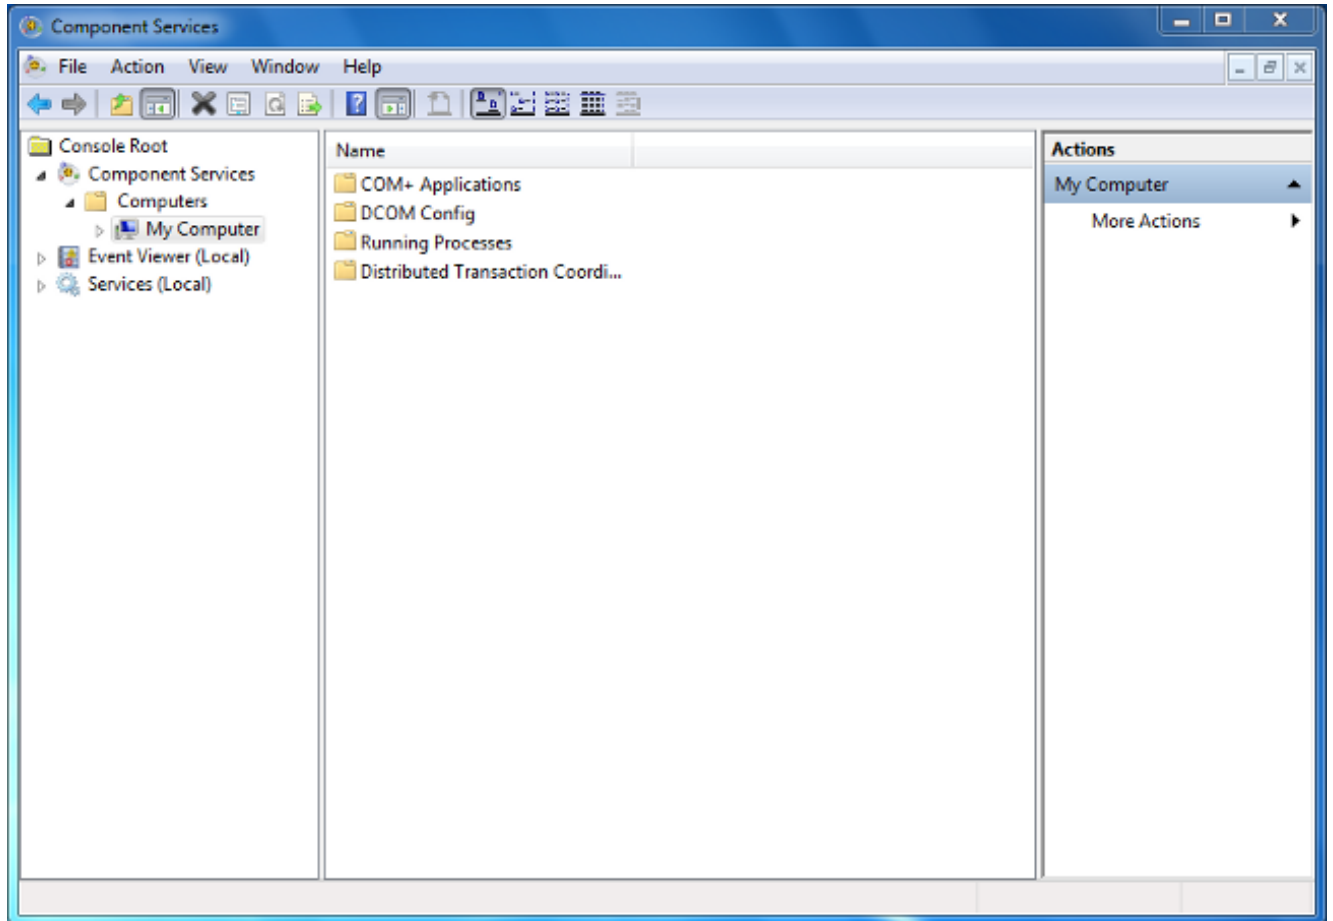 Component Services
File Action View Window Help
Console Root
Component Services
Computers
My Computer
Event Viewer (Local)
Services (Local)
Name
COM+ Applications
DCOM Config
Running Processes
Distributed Transaction Coordi...
Actions
My Computer
More Actions